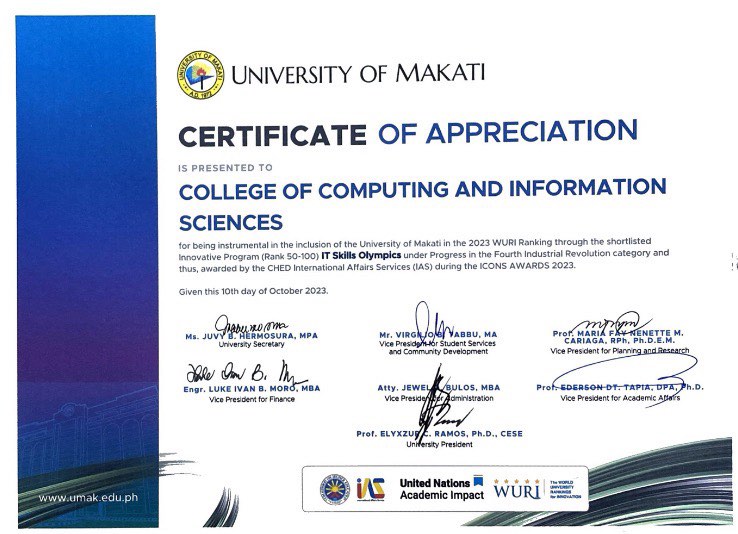 UNIVERSITY OF MAKATI
UNIVERSITY OF MAKATI
A.D. 1972
CERTIFICATE OF APPRECIATION
IS PRESENTED TO
COLLEGE OF COMPUTING AND INFORMATION
SCIENCES
for being instrumental in the inclusion of the University of Makati in the 2023 WURI Ranking through the shortlisted
Innovative Program (Rank 50-100) IT Skills Olympics under Progress in the Fourth Industrial Revolution category and
thus, awarded by the CHED International Affairs Services (IAS) during the ICONS AWARDS 2023.
Given this 10th day of October 2023.
Ms. JUVY B. HERMOSURA, MPA
University Secretary
Mr. VIRGILIO B. YABBU, MA
Vice President for Student Services
and Community Development
Prof. MARIA FAY NENETTE M.
CARIAGA, RPh, Ph.D.E.M.
Vice President for Planning and Research
Engr. LUKE IVAN B. MORO, MBA
Vice President for Finance
Atty. JEWEL BULOS, MBA
Vice President for Administration
Prof. EDERSON DT. TAPIA, DPA, Ph.D.
Vice President for Academic Affairs
Prof. ELYXZUR C. RAMOS, Ph.D., CESE
University President
www.umak.edu.ph
IAS
United Nations
Academic Impact
WURI
The WORLD
UNIVERSITY
RANKINGS
for INNOVATION